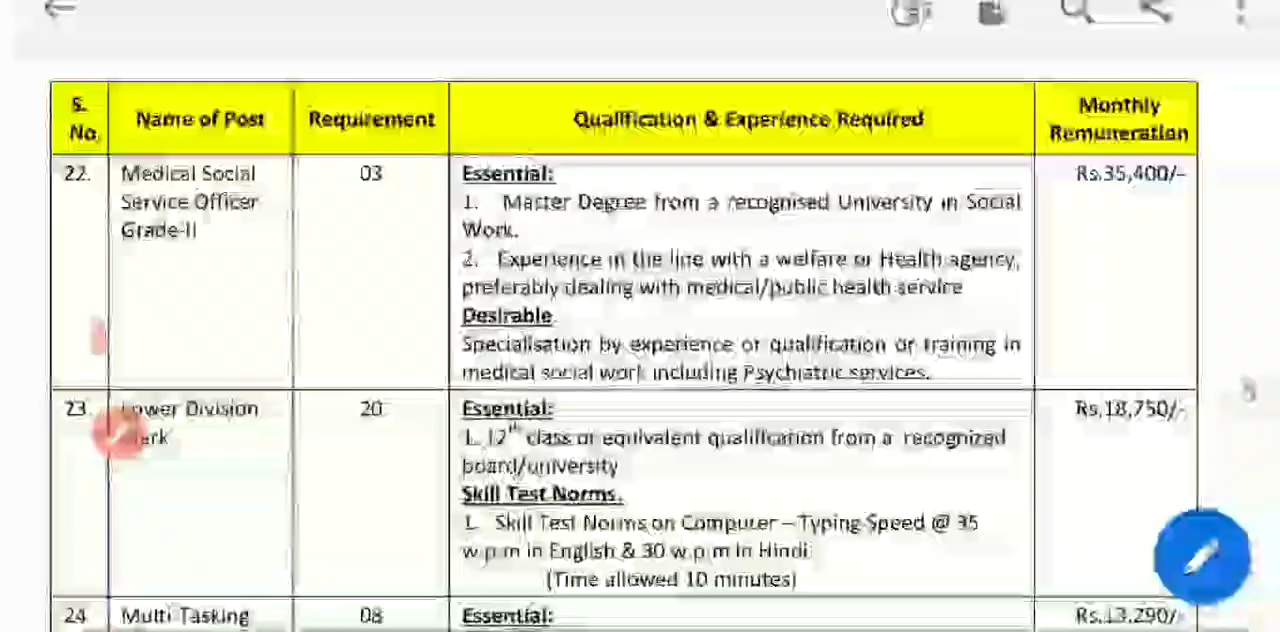 S. No. Name of Post Requirement Qualification & Experience Required Monthly Remuneration
22. Medical Social Service Officer Grade-II 03 Rs.35,400/-
Essential:
1. Master Degree from a recognised University in Social
Work.
2. Experience in the line with a welfare or Health agency,
preferably dealing with medical/public health service
Desirable
Specialisation by experience or qualification or training in
medical social work including Psychiatric services.
23 Lower Division Clerk 20 Rs.18,750/-
Essential:
1. 12th class or equivalent qualification from a recognized
board/university
Skill Test Norms.
1. Skill Test Norms on Computer – Typing Speed @ 35
w.p.m in English & 30 w.p.m in Hindi
(Time allowed 10 minutes)
24 Multi Tasking 08 Essential: Rs.13,290/-